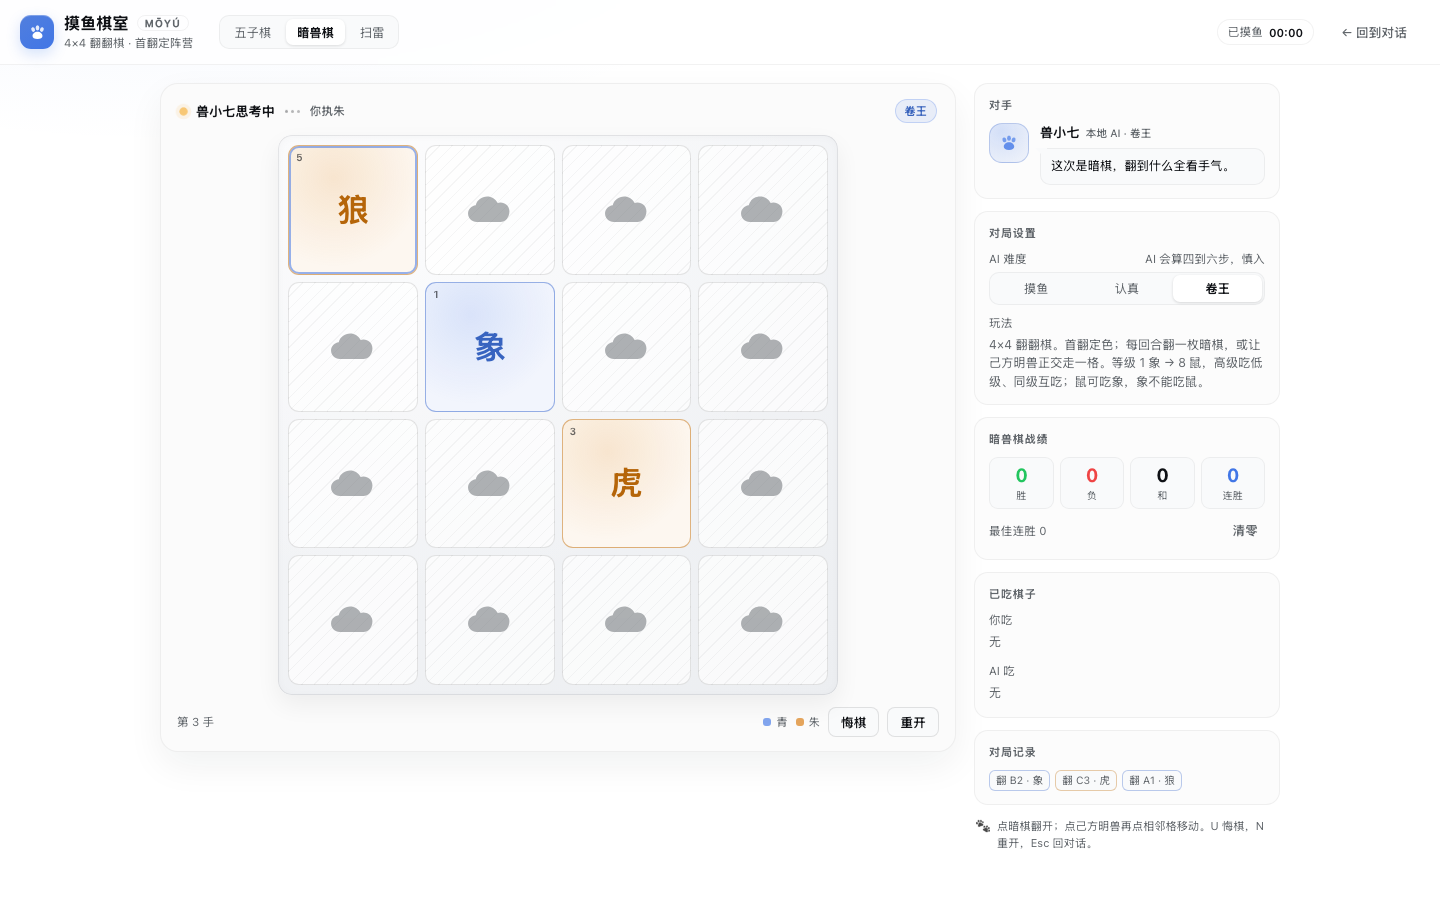 摸鱼棋室 MŌYÚ
4×4 翻翻棋 · 首翻定阵营
五子棋 暗兽棋 扫雷
已摸鱼 00:00
← 回到对话
兽小七思考中 ··· 你执朱
卷王
5
狼
1
象
3
虎
第 3 手
青 朱 悔棋 重开
对手
兽小七 本地 AI · 卷王
这次是暗棋，翻到什么全看手气。
对局设置
AI 难度 AI 会算四到六步，慎入
摸鱼 认真 卷王
玩法
4×4 翻翻棋。首翻定色；每回合翻一枚暗棋，或让
己方明兽正交走一格。等级 1 象 → 8 鼠，高级吃低
级、同级互吃；鼠可吃象，象不能吃鼠。
暗兽棋战绩
0 0 0 0
胜 负 和 连胜
最佳连胜 0 清零
已吃棋子
你吃
无
AI 吃
无
对局记录
翻 B2 · 象 翻 C3 · 虎 翻 A1 · 狼
点暗棋翻开；点己方明兽再点相邻格移动。U 悔棋，N
重开，Esc 回对话。